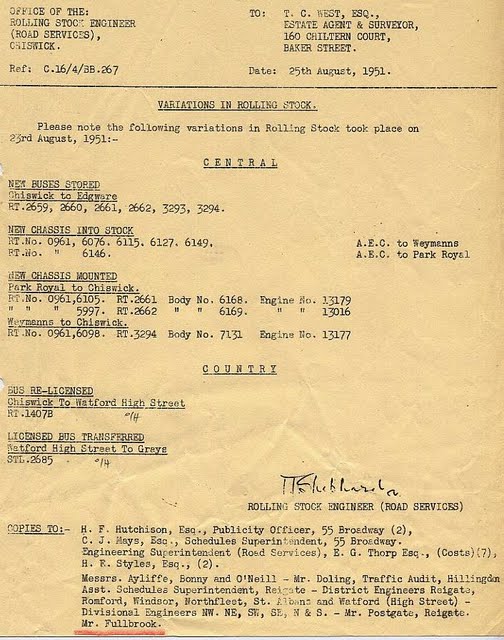 OFFICE OF THE: TO: T. C. WEST, ESQ.,
ROLLING STOCK ENGINEER ESTATE AGENT & SURVEYOR,
(ROAD SERVICES), 160 CHILTERN COURT,
CHISWICK. BAKER STREET.
Ref: C.16/4/BB.267 Date: 25th August, 1951.
VARIATIONS IN ROLLING STOCK.
Please note the following variations in Rolling Stock took place on
23rd August, 1951:-
CENTRAL
NEW BUSES STORED
Chiswick to Edgware
RT.2659, 2660, 2661, 2662, 3293, 3294.
NEW CHASSIS INTO STOCK
RT.No. 0961, 6076. 6115. 6127. 6149. A.E.C. to Weymanns
RT.No. " 6146. A.E.C. to Park Royal
NEW CHASSIS MOUNTED
Park Royal to Chiswick.
RT.No. 0961,6105. RT.2661 Body No. 6168. Engine No. 13179
" " " 5997. RT.2662 " " 6169. " " 13016
Weymanns to Chiswick.
RT.No. 0961,6098. RT.3294 Body No. 7131 Engine No. 13177
COUNTRY
BUS RE-LICENSED
Chiswick To Watford High Street
RT.1407B o/4
LICENSED BUS TRANSFERRED
Watford High Street To Grays
STL.2685 o/4
ROLLING STOCK ENGINEER (ROAD SERVICES)
COPIES TO:- H. F. Hutchison, Esq., Publicity Officer, 55 Broadway (2),
C. J. Mays, Esq., Schedules Superintendent, 55 Broadway.
Engineering Superintendent (Road Services), E. G. Thorp Esq., (Costs)(7),
H. E. Styles, Esq., (2).
Messrs. Ayliffe, Bonny and O'Neill - Mr. Doling, Traffic Audit, Hillingdon
Asst. Schedules Superintendent, Reigate - District Engineers Reigate,
Romford, Windsor, Northfleet, St. Albans and Watford (High Street) -
Divisional Engineers NW. NE, SW, SE, N & S. - Mr. Postgate, Reigate.
Mr. Fullbrook.